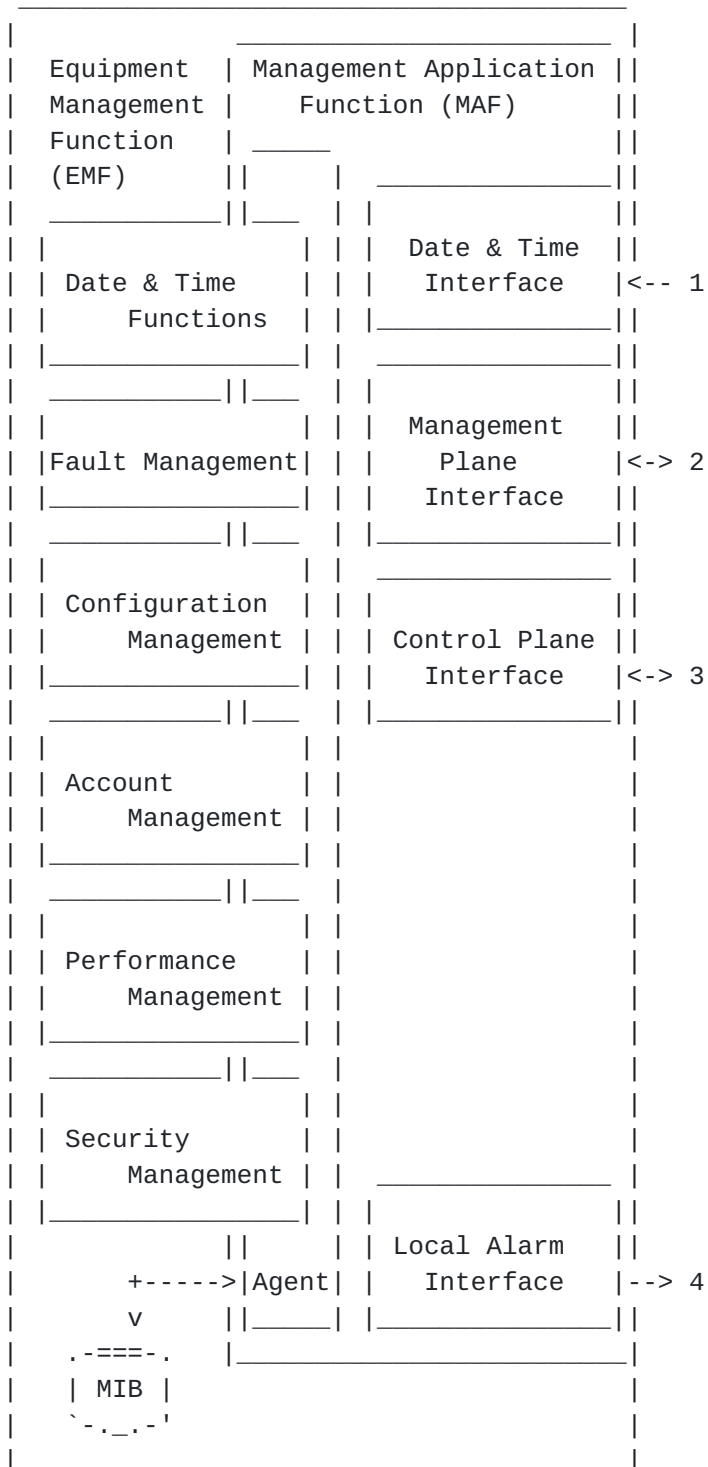 Equipment | Management Application
Management | Function (MAF)
Function
(EMF)
Date & Time
Date & Time Interface <-- 1
Functions
Management
Fault Management Plane <-> 2
Interface
Configuration
Management Control Plane
Interface <-> 3
Account
Management
Performance
Management
Security
Management
Local Alarm
+----->|Agent| Interface --> 4
v
.-===-.
| MIB |
`-._.-'